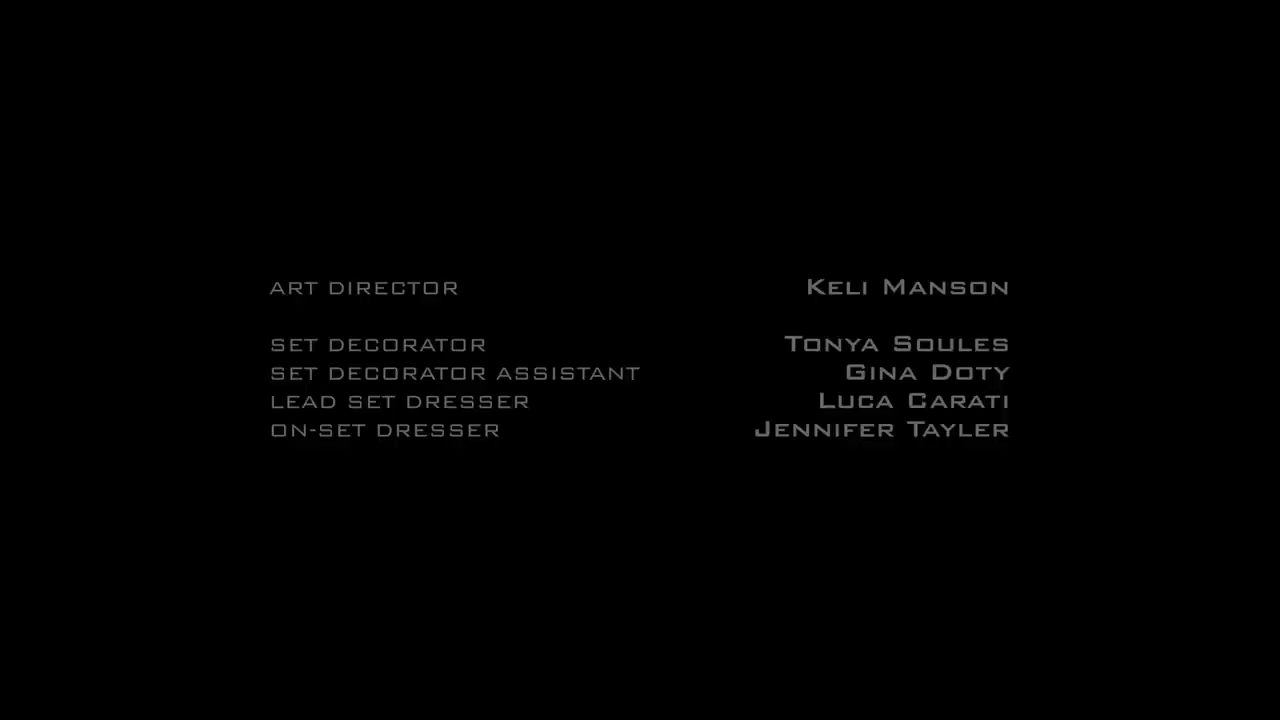 ART DIRECTOR KELI MANSON
SET DECORATOR TONYA SOULES
SET DECORATOR ASSISTANT GINA DOTY
LEAD SET DRESSER LUCA CARATI
ON-SET DRESSER JENNIFER TAYLER